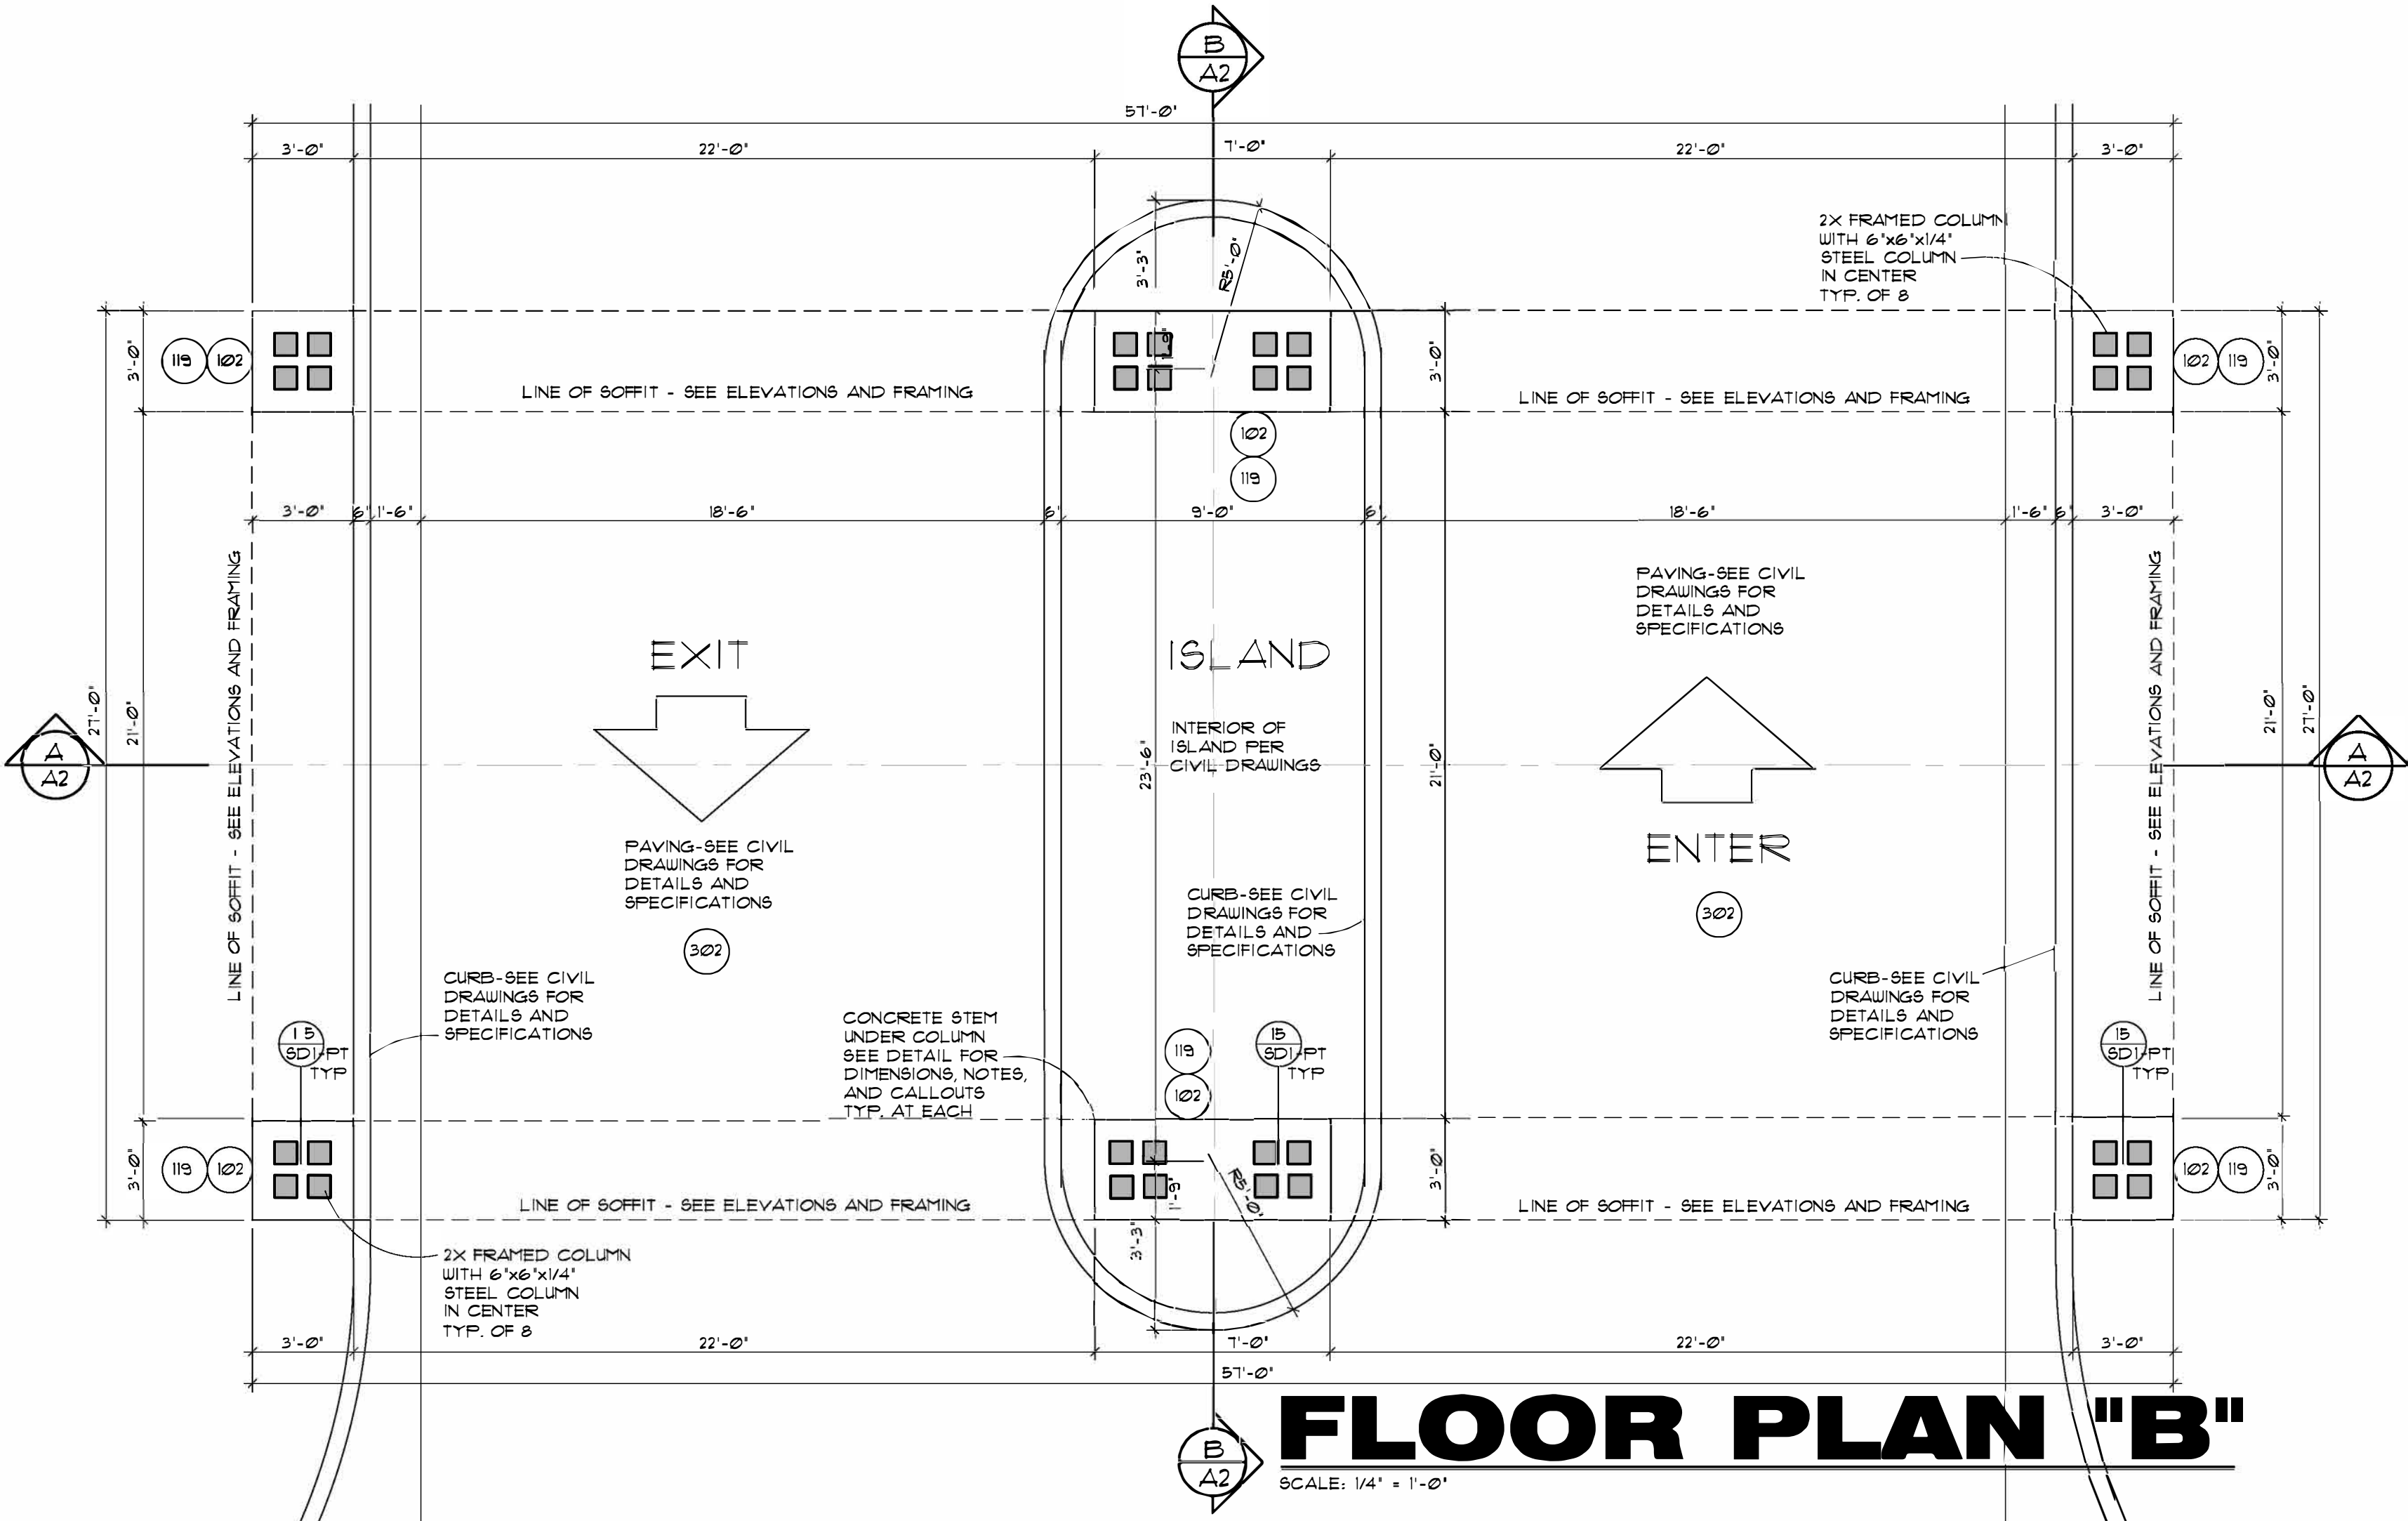 B
A2
57'-0"
3'-0"
22'-0"
7'-0"
22'-0"
3'-0"
2X FRAMED COLUMN
WITH 6"x6"x1/4"
STEEL COLUMN
IN CENTER
TYP. OF 8
3'-3"
R5'-0"
119
102
3'-0"
3'-0"
102
119
3'-0"
LINE OF SOFFIT - SEE ELEVATIONS AND FRAMING
LINE OF SOFFIT - SEE ELEVATIONS AND FRAMING
102
119
3'-0"
6"
1'-6"
18'-6"
6"
9'-0"
6"
18'-6"
1'-6"
6"
3'-0"
LINE OF SOFFIT - SEE ELEVATIONS AND FRAMING
LINE OF SOFFIT - SEE ELEVATIONS AND FRAMING
PAVING-SEE CIVIL
DRAWINGS FOR
DETAILS AND
SPECIFICATIONS
EXIT
ISLAND
27'-0"
21'-0"
INTERIOR OF
ISLAND PER
CIVIL DRAWINGS
23'-6"
21'-0"
21'-0"
27'-0"
A
A2
A
A2
PAVING-SEE CIVIL
DRAWINGS FOR
DETAILS AND
SPECIFICATIONS
302
ENTER
302
CURB-SEE CIVIL
DRAWINGS FOR
DETAILS AND
SPECIFICATIONS
CURB-SEE CIVIL
DRAWINGS FOR
DETAILS AND
SPECIFICATIONS
CURB-SEE CIVIL
DRAWINGS FOR
DETAILS AND
SPECIFICATIONS
CONCRETE STEM
UNDER COLUMN
SEE DETAIL FOR
DIMENSIONS, NOTES,
AND CALLOUTS
TYP. AT EACH
15
SD1-PT
TYP
119
102
15
SD1-PT
TYP
15
SD1-PT
TYP
3'-0"
119
102
3'-0"
102
119
3'-0"
1'-9"
R5'-0"
3'-3"
LINE OF SOFFIT - SEE ELEVATIONS AND FRAMING
LINE OF SOFFIT - SEE ELEVATIONS AND FRAMING
2X FRAMED COLUMN
WITH 6"x6"x1/4"
STEEL COLUMN
IN CENTER
TYP. OF 8
3'-0"
22'-0"
7'-0"
22'-0"
3'-0"
57'-0"
B
A2
FLOOR PLAN "B"
SCALE: 1/4" = 1'-0"